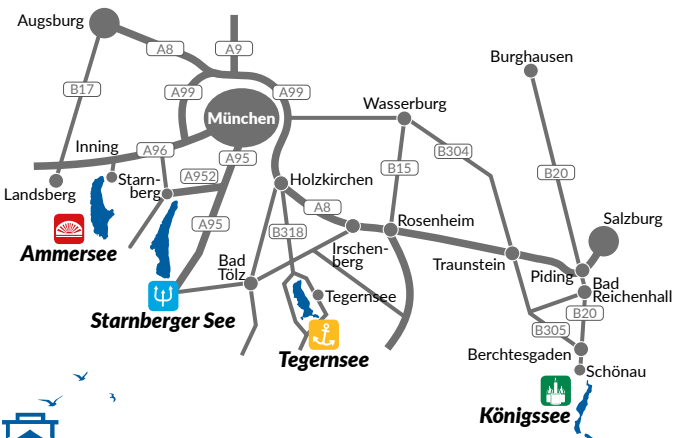 Augsburg
A8
A9
Burghausen
B17
A99
A99
Wasserburg
München
Inning
A96
A95
B304
Landsberg
Starn-
berg
A952
Holzkirchen
B15
B20
A8
A95
B318
Rosenheim
Salzburg
Ammersee
Irschen-
berg
Bad
Tölz
Traunstein
Piding
Bad
Reichenhall
Tegernsee
Starnberger See
B20
B305
Tegernsee
Berchtesgaden
Schönau
Königssee